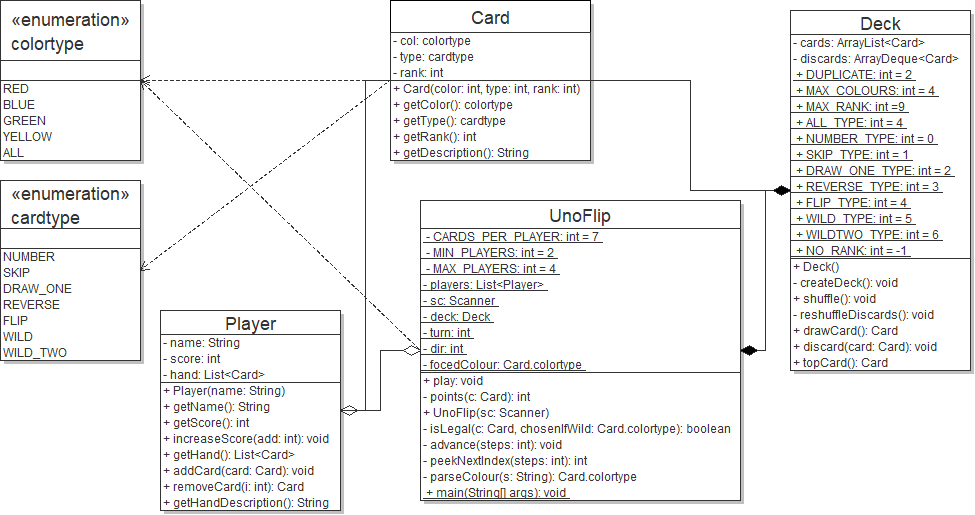 «enumeration»
colortype
RED
BLUE
GREEN
YELLOW
ALL
«enumeration»
cardtype
NUMBER
SKIP
DRAW_ONE
REVERSE
FLIP
WILD
WILD_TWO
Card
- col: colortype
- type: cardtype
- rank: int
+ Card(color: int, type: int, rank: int)
+ getColor(): colortype
+ getType(): cardtype
+ getRank(): int
+ getDescription(): String
Deck
- cards: ArrayList<Card>
- discards: ArrayDeque<Card>
+ DUPLICATE: int = 2
+ MAX_COLOURS: int = 4
+ MAX_RANK: int =9
+ ALL_TYPE: int = 4
+ NUMBER_TYPE: int = 0
+ SKIP_TYPE: int = 1
+ DRAW_ONE_TYPE: int = 2
+ REVERSE_TYPE: int = 3
+ FLIP_TYPE: int = 4
+ WILD_TYPE: int = 5
+ WILDTWO_TYPE: int = 6
+ NO_RANK: int = -1
+ Deck()
- createDeck(): void
+ shuffle(): void
- reshuffleDiscards(): void
+ drawCard(): Card
+ discard(card: Card): void
+ topCard(): Card
Player
- name: String
- score: int
- hand: List<Card>
+ Player(name: String)
+ getName(): String
+ getScore(): int
+ increaseScore(add: int): void
+ getHand(): List<Card>
+ addCard(card: Card): void
+ removeCard(i: int): Card
+ getHandDescription(): String
UnoFlip
- CARDS_PER_PLAYER: int = 7
- MIN_PLAYERS: int = 2
- MAX_PLAYERS: int = 4
- players: List<Player>
- sc: Scanner
- deck: Deck
- turn: int
- dir: int
- focedColour: Card.colortype
+ play: void
- points(c: Card): int
+ UnoFlip(sc: Scanner)
- isLegal(c: Card, chosenIfWild: Card.colortype): boolean
- advance(steps: int): void
- peekNextIndex(steps: int): int
- parseColour(s: String): Card.colortype
+ main(String[] args): void